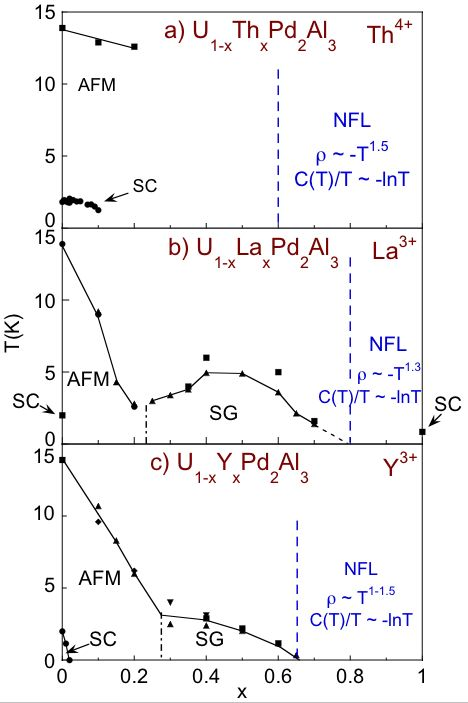 15
a) U1-xThxPd2Al3 Th4+
10
AFM
NFL
ρ ~ -T1.5
C(T)/T ~ -lnT
5
SC
0
15
b) U1-xLaxPd2Al3 La3+
10
T(K)
NFL
ρ ~ -T1.3
C(T)/T ~ -lnT
5
AFM
SC
SG
SC
0
15
c) U1-xYxPd2Al3 Y3+
10
AFM
NFL
ρ ~ T1-1.5
C(T)/T ~ -lnT
5
SC
SG
0
0 0.2 0.4 0.6 0.8 1
x